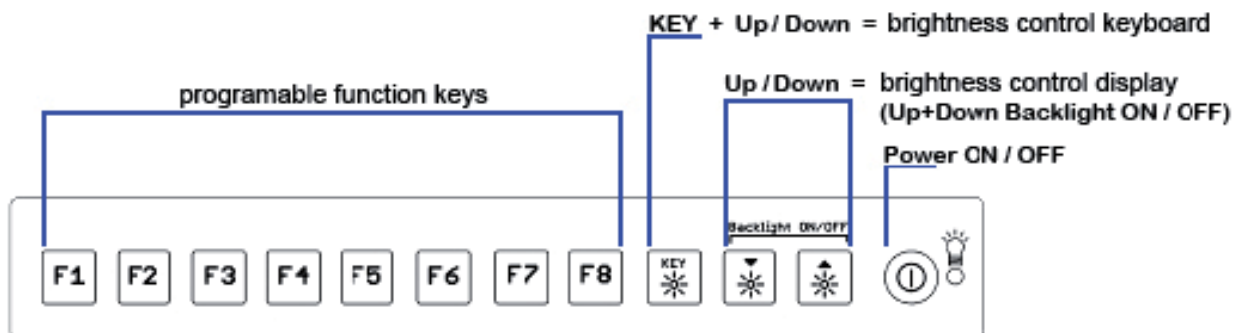 KEY + Up / Down = brightness control keyboard
programable function keys
Up / Down = brightness control display
(Up+Down Backlight ON / OFF)
Power ON / OFF
Backlight ON/OFF
F1 F2 F3 F4 F5 F6 F7 F8 KEY